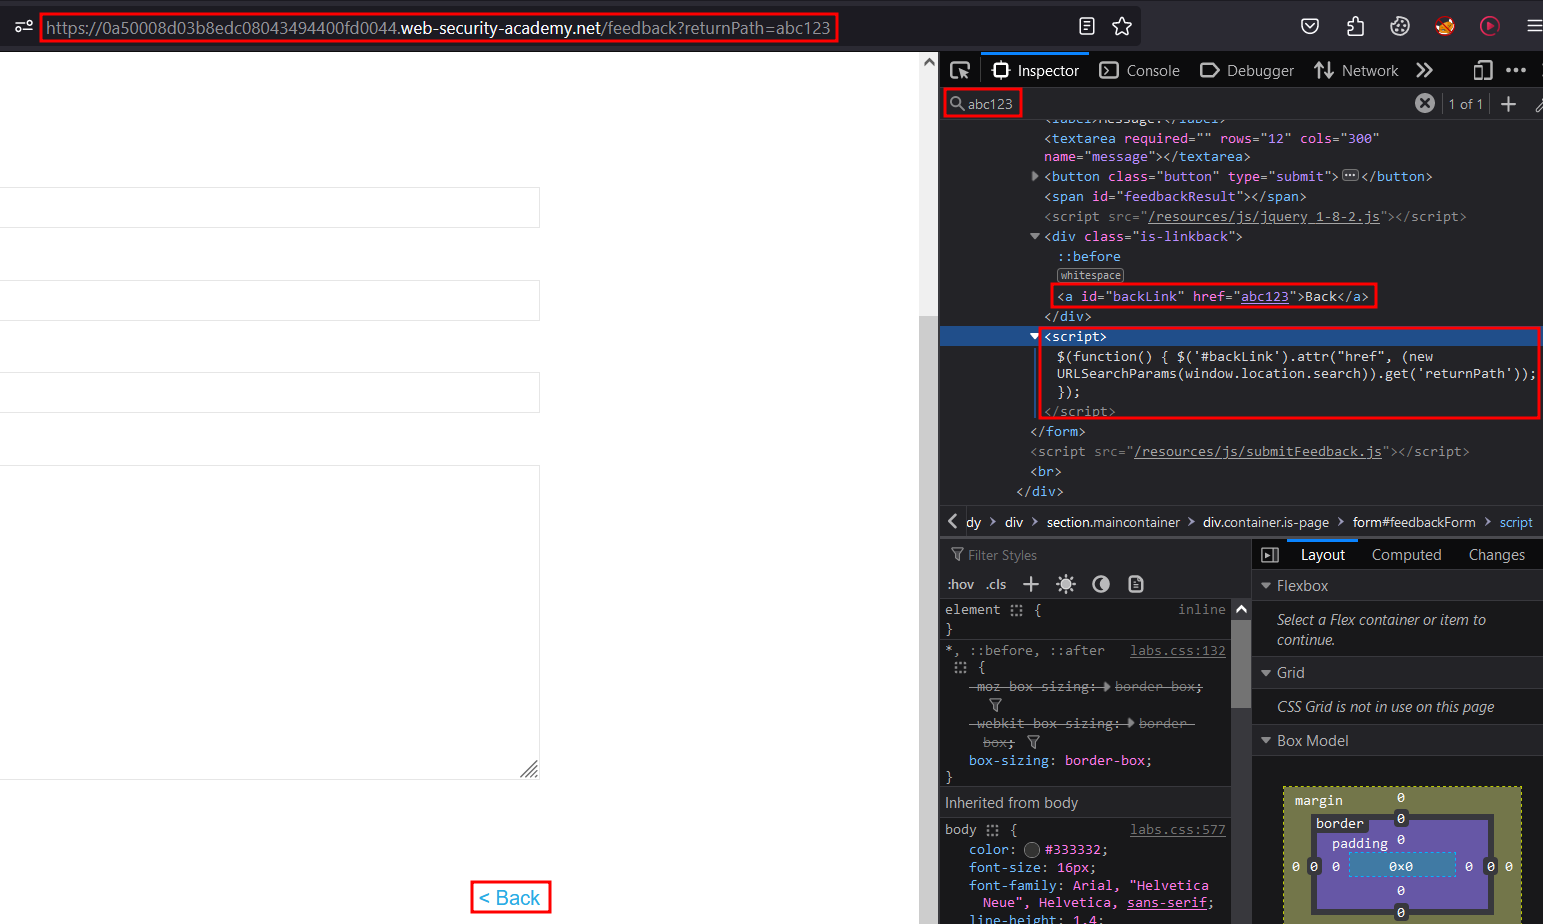 https://0a50008d03b8edc08043494400fd0044.web-security-academy.net/feedback?returnPath=abc123
Inspector Console Debugger Network
abc123
1 of 1
<label>Message:</label>
<textarea required="" rows="12" cols="300"
name="message"></textarea>
<button class="button" type="submit"></button>
<span id="feedbackResult"></span>
<script src="/resources/js/jquery_1-8-2.js"></script>
<div class="is-linkback">
::before
whitespace
<a id="backLink" href="abc123">Back</a>
</div>
<script>
$(function() { $('#backLink').attr("href", (new
URLSearchParams(window.location.search)).get('returnPath'));
});
</script>
</form>
<script src="/resources/js/submitFeedback.js"></script>
<br>
</div>
dy > div > section.maincontainer > div.container.is-page > form#feedbackForm > script
Filter Styles
:hov .cls
element { inline
}
*, ::before, ::after labs.css:132
{
-moz-box-sizing: border-box;
-webkit-box-sizing: border-
box;
box-sizing: border-box;
}
Inherited from body
body { labs.css:577
color: #333332;
font-size: 16px;
font-family: Arial, "Helvetica
Neue", Helvetica, sans-serif;
line-height: 1.4;
Layout Computed Changes
Flexbox
Select a Flex container or item to
continue.
Grid
CSS Grid is not in use on this page
Box Model
margin 0
border 0
padding 0
0 0 0 0x0 0 0 0
0
0
< Back